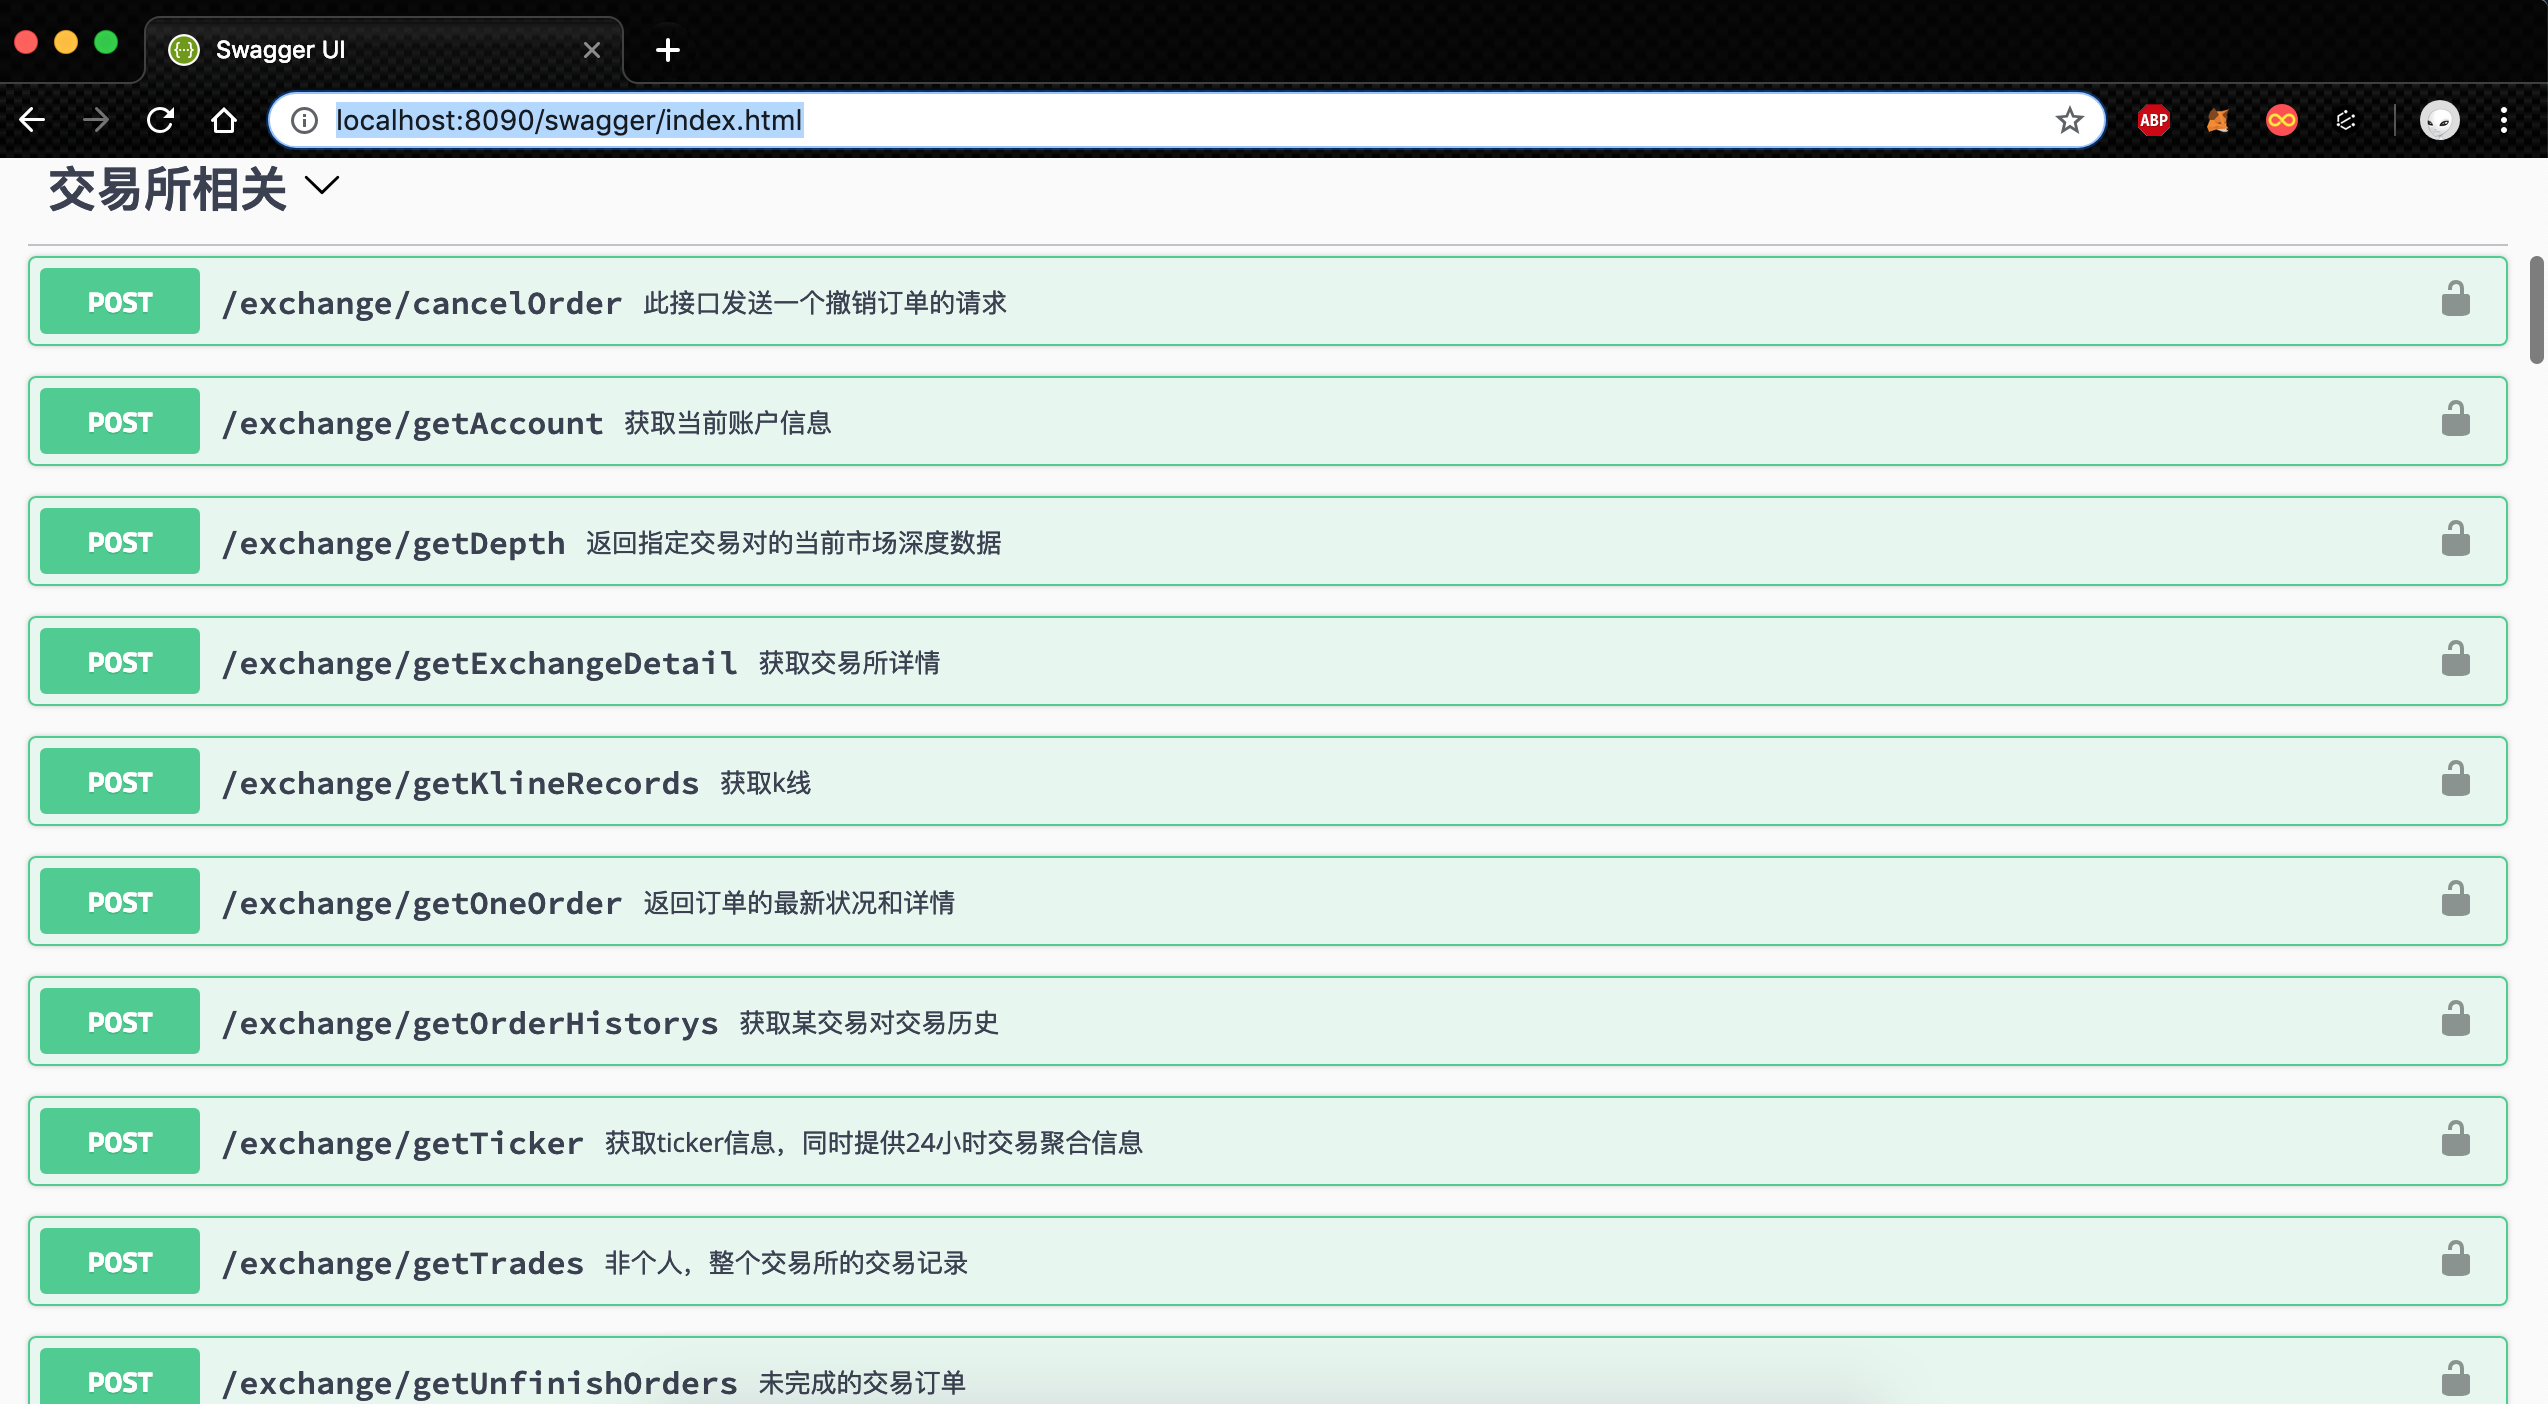 Swagger UI
localhost:8090/swagger/index.html
ABP
交易所相关
POST /exchange/cancelOrder 此接口发送一个撤销订单的请求
POST /exchange/getAccount 获取当前账户信息
POST /exchange/getDepth 返回指定交易对的当前市场深度数据
POST /exchange/getExchangeDetail 获取交易所详情
POST /exchange/getKlineRecords 获取k线
POST /exchange/getOneOrder 返回订单的最新状况和详情
POST /exchange/getOrderHistorys 获取某交易对交易历史
POST /exchange/getTicker 获取ticker信息，同时提供24小时交易聚合信息
POST /exchange/getTrades 非个人，整个交易所的交易记录
POST /exchange/getUnfinishOrders 未完成的交易订单